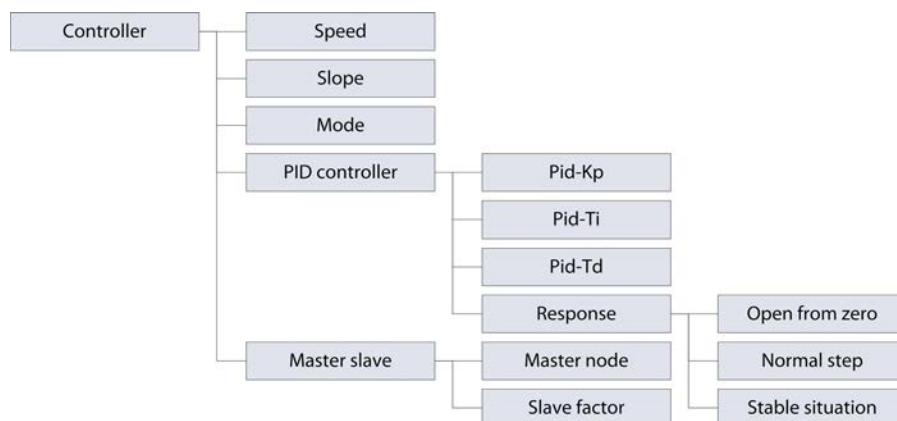 Controller
Speed
Slope
Mode
PID controller
Pid-Kp
Pid-Ti
Pid-Td
Response
Open from zero
Normal step
Stable situation
Master slave
Master node
Slave factor